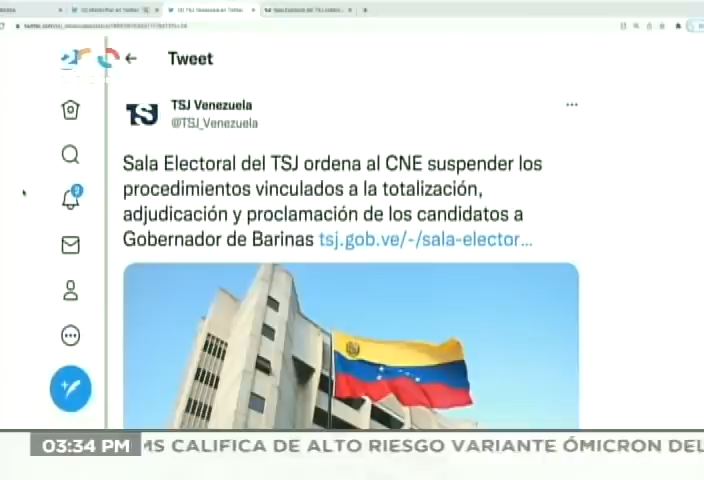 Tweet
TSJ
TSJ Venezuela
@TSJ_Venezuela
Sala Electoral del TSJ ordena al CNE suspender los
procedimientos vinculados a la totalización,
adjudicación y proclamación de los candidatos a
Gobernador de Barinas tsj.gob.ve/-/sala-elector...
03:34 PM MS CALIFICA DE ALTO RIESGO VARIANTE ÓMICRON DEL